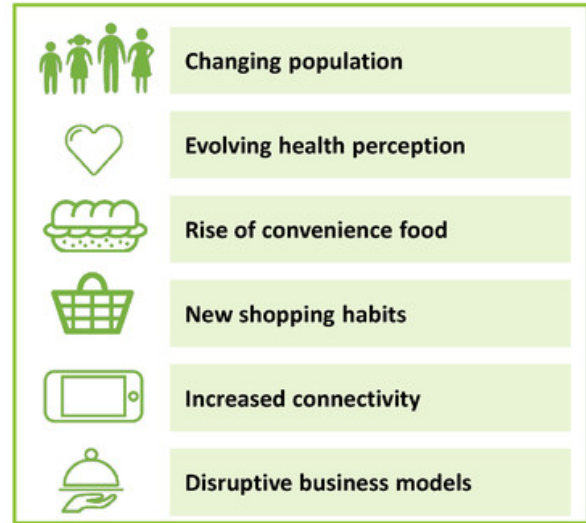 Changing population
Evolving health perception
Rise of convenience food
New shopping habits
Increased connectivity
Disruptive business models